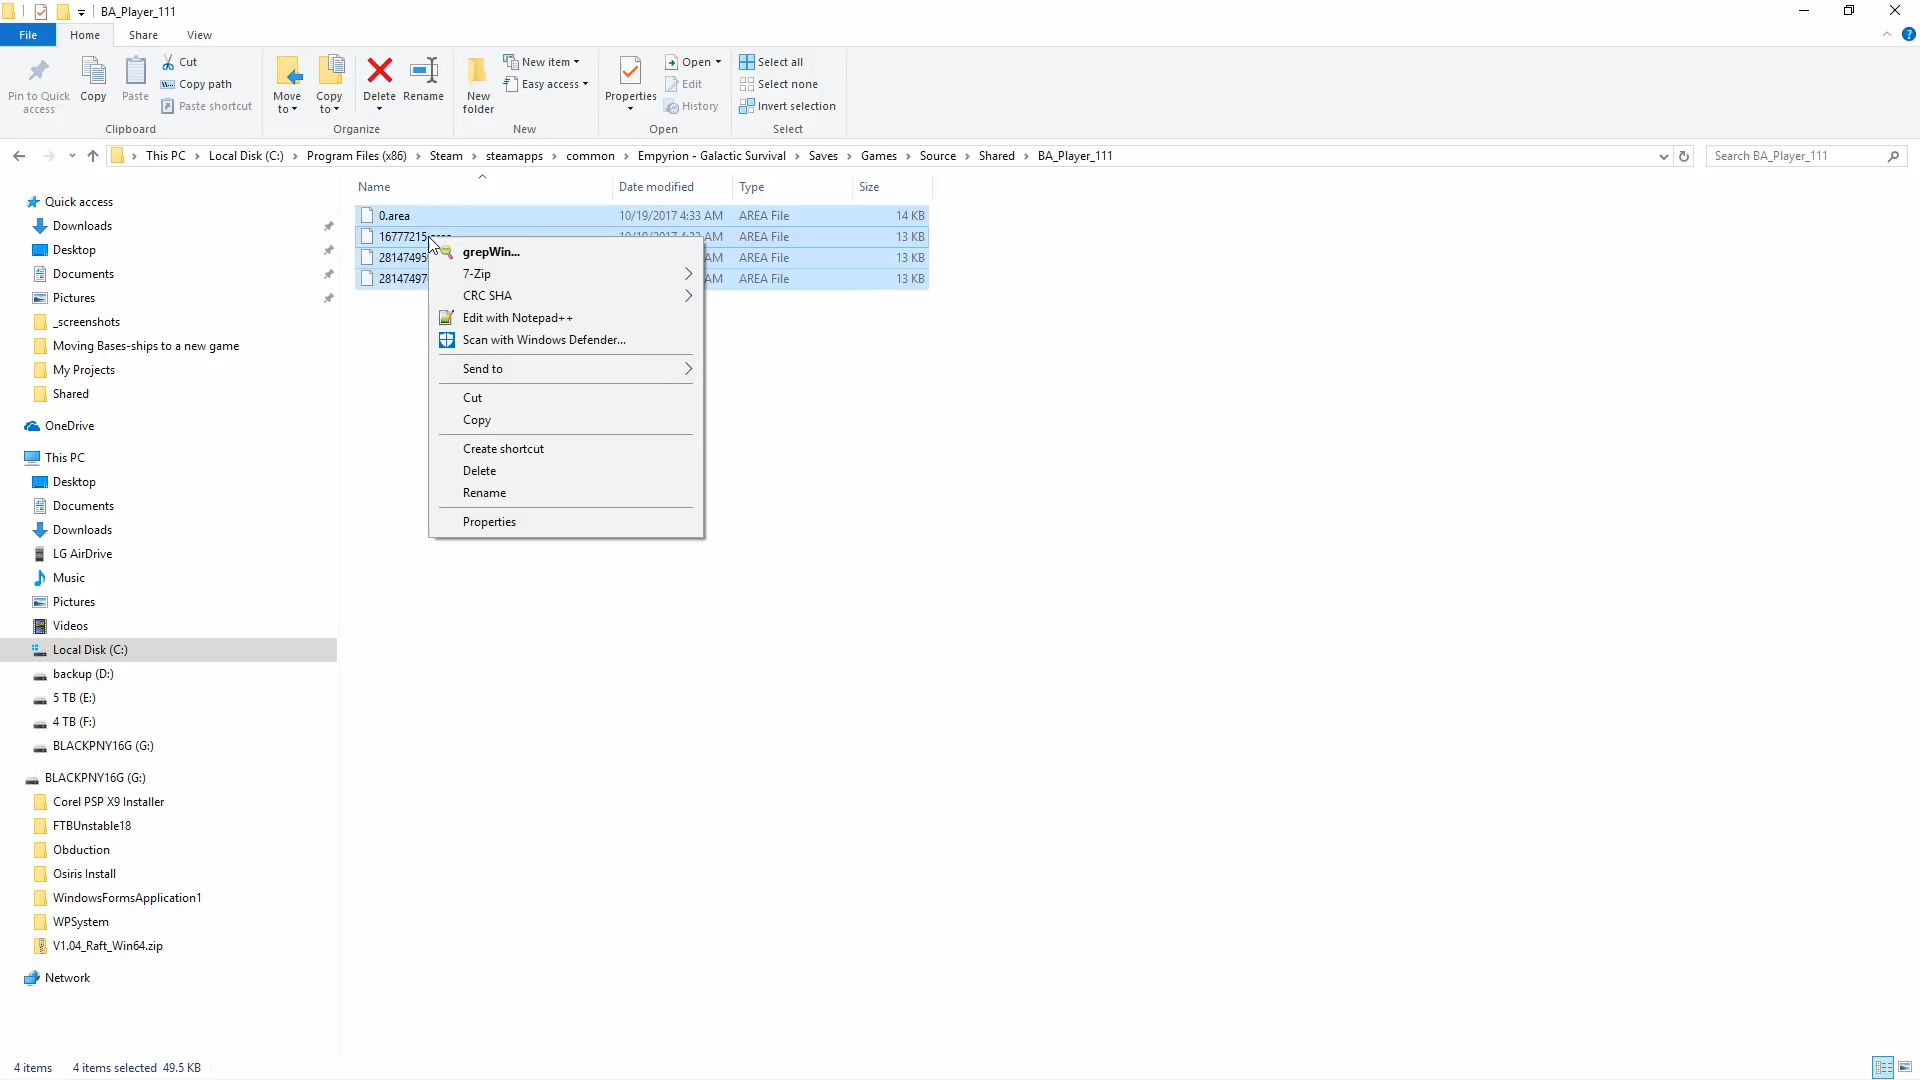 BA_Player_111
File Home Share View
Pin to Quick access
Copy
Paste
Cut
Copy path
Paste shortcut
Clipboard
Move to
Copy to
Delete
Rename
Organize
New folder
New item
Easy access
New
Properties
Open
Edit
History
Open
Select all
Select none
Invert selection
Select
This PC Local Disk (C:) Program Files (x86) Steam steamapps common Empyrion - Galactic Survival Saves Games Source Shared BA_Player_111
Search BA_Player_111
Name Date modified Type Size
0.area 10/19/2017 4:33 AM AREA File 14 KB
16777215.area 10/19/2017 4:33 AM AREA File 13 KB
28147495 AM AREA File 13 KB
2814749 AM AREA File 13 KB
grepWin...
7-Zip
CRC SHA
Edit with Notepad++
Scan with Windows Defender...
Send to
Cut
Copy
Create shortcut
Delete
Rename
Properties
Quick access
Downloads
Desktop
Documents
Pictures
_screenshots
Moving Bases-ships to a new game
My Projects
Shared
OneDrive
This PC
Desktop
Documents
Downloads
LG AirDrive
Music
Pictures
Videos
Local Disk (C:)
backup (D:)
5 TB (E:)
4 TB (F:)
BLACKPNY16G (G:)
BLACKPNY16G (G:)
Corel PSP X9 Installer
FTBUnstable18
Obduction
Osiris Install
WindowsFormsApplication1
WPSystem
V1.04_Raft_Win64.zip
Network
4 items 4 items selected 49.5 KB